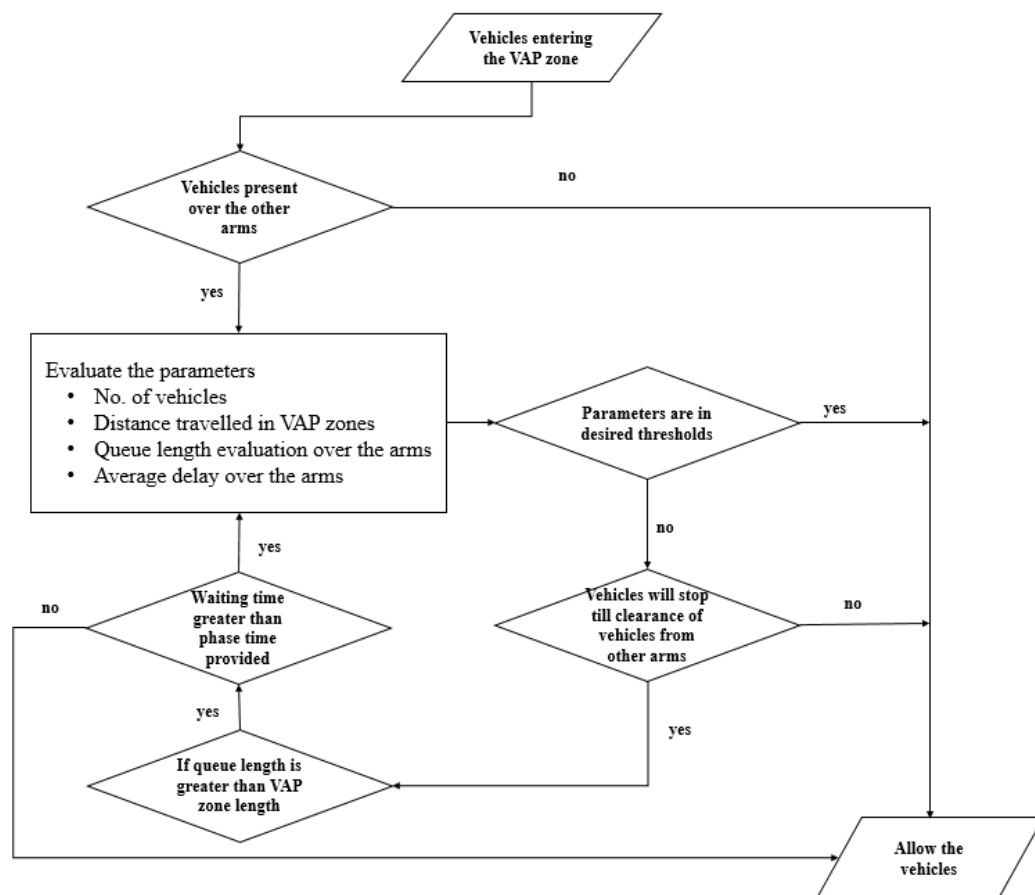 Vehicles entering
the VAP zone
Vehicles present
over the other
arms
no
yes
Evaluate the parameters
• No. of vehicles
• Distance travelled in VAP zones
• Queue length evaluation over the arms
• Average delay over the arms
Parameters are in
desired thresholds
yes
no
yes
Vehicles will stop
till clearance of
vehicles from
other arms
no
Waiting time
greater than
phase time
provided
no
yes
yes
If queue length is
greater than VAP
zone length
Allow the
vehicles